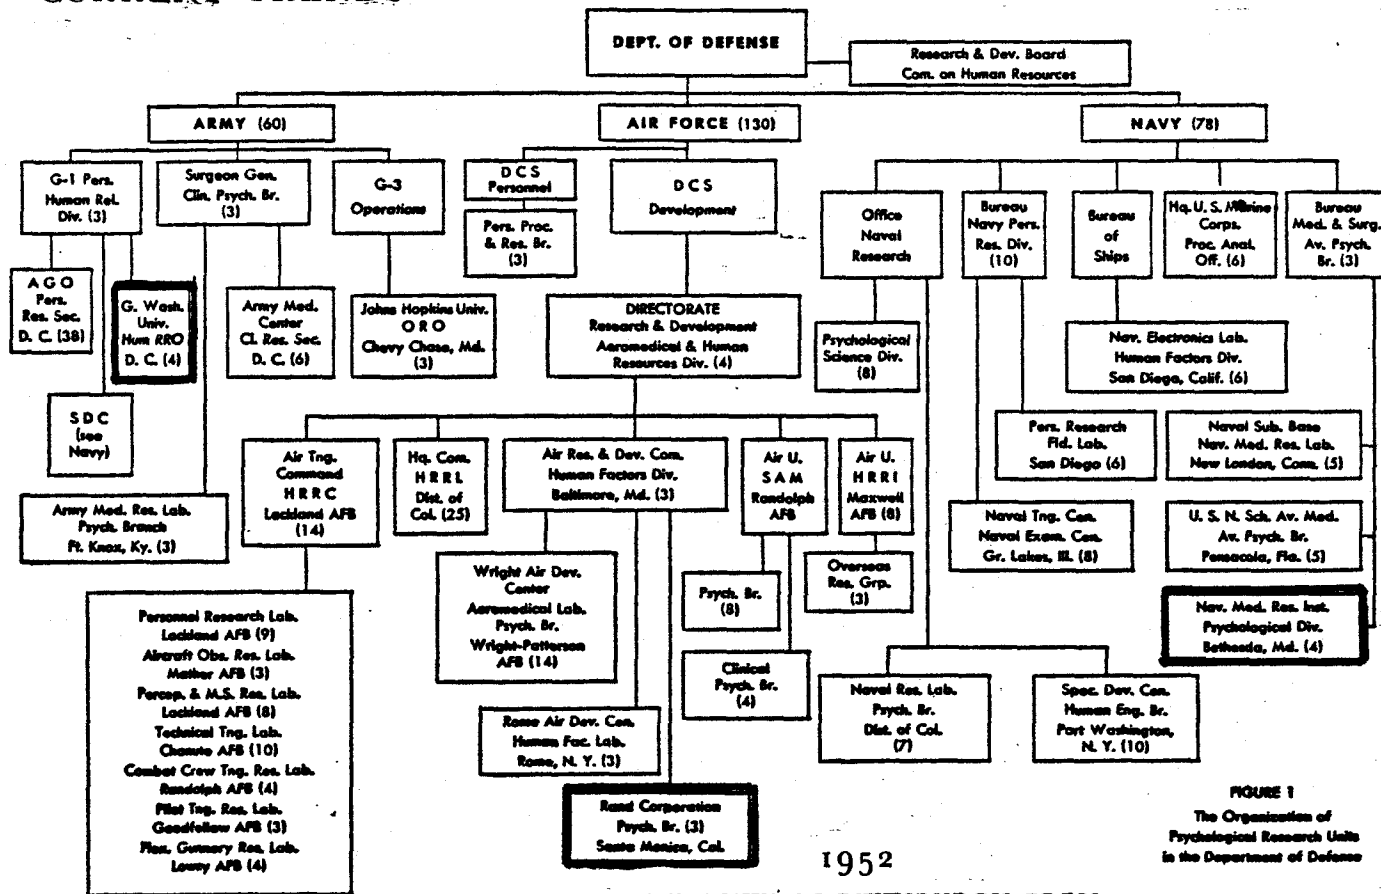 DEPT. OF DEFENSE
Research & Dev. Board
Com. on Human Resources
ARMY (60)
AIR FORCE (130)
NAVY (78)
G-1 Pers.
Human Rel.
Div. (3)
Surgeon Gen.
Clin. Psych. Br.
(3)
G-3
Operations
D C S
Personnel
Pers. Proc.
& Res. Br.
(3)
D C S
Development
Office
Naval
Research
Bureau
Navy Pers.
Res. Div.
(10)
Bureau
of
Ships
Hq. U. S. Marine
Corps.
Proc. Anal.
Off. (6)
Bureau
Med. & Surg.
Av. Psych.
Br. (3)
A G O
Pers.
Res. Sec.
D. C. (38)
G. Wash.
Univ.
Hum RRO
D. C. (4)
Army Med.
Center
Cl. Res. Sec.
D. C. (6)
Johns Hopkins Univ.
O R O
Chevy Chase, Md.
(3)
DIRECTORATE
Research & Development
Aeromedical & Human
Resources Div. (4)
Psychological
Science Div.
(8)
Nav. Electronics Lab.
Human Factors Div.
San Diego, Calif. (6)
S D C
(see
Navy)
Air Tng.
Command
H R R C
Lackland AFB
(14)
Hq. Com.
H R R L
Dist. of
Col. (25)
Air Res. & Dev. Com.
Human Factors Div.
Baltimore, Md. (3)
Air U.
S A M
Randolph
AFB
Air U.
H R R I
Maxwell
AFB (8)
Pers. Research
Fld. Lab.
San Diego (6)
Naval Sub. Base
Nav. Med. Res. Lab.
New London, Conn. (5)
Army Med. Res. Lab.
Psych. Branch
Ft. Knox, Ky. (3)
Naval Tng. Cen.
Naval Exam. Cen.
Gr. Lakes, Ill. (8)
U. S. N. Sch. Av. Med.
Av. Psych. Br.
Pensacola, Fla. (5)
Wright Air Dev.
Center
Aeromedical Lab.
Psych. Br.
Wright-Patterson
AFB (14)
Psych. Br.
(8)
Overseas
Res. Grp.
(3)
Nav. Med. Res. Inst.
Psychological Div.
Bethesda, Md. (4)
Personnel Research Lab.
Lackland AFB (9)
Aircraft Obs. Res. Lab.
Mather AFB (3)
Percep. & M.S. Res. Lab.
Lackland AFB (8)
Technical Tng. Lab.
Chanute AFB (10)
Combat Crew Tng. Res. Lab.
Randolph AFB (4)
Pilot Tng. Res. Lab.
Goodfellow AFB (3)
Flex. Gunnery Res. Lab.
Lowry AFB (4)
Clinical
Psych. Br.
(4)
Naval Res. Lab.
Psych. Br.
Dist. of Col.
(7)
Spec. Dev. Cen.
Human Eng. Br.
Port Washington,
N. Y. (10)
Rome Air Dev. Cen.
Human Fac. Lab.
Rome, N. Y. (3)
Rand Corporation
Psych. Br. (3)
Santa Monica, Cal.
1952
FIGURE 1
The Organization of
Psychological Research Units
in the Department of Defense